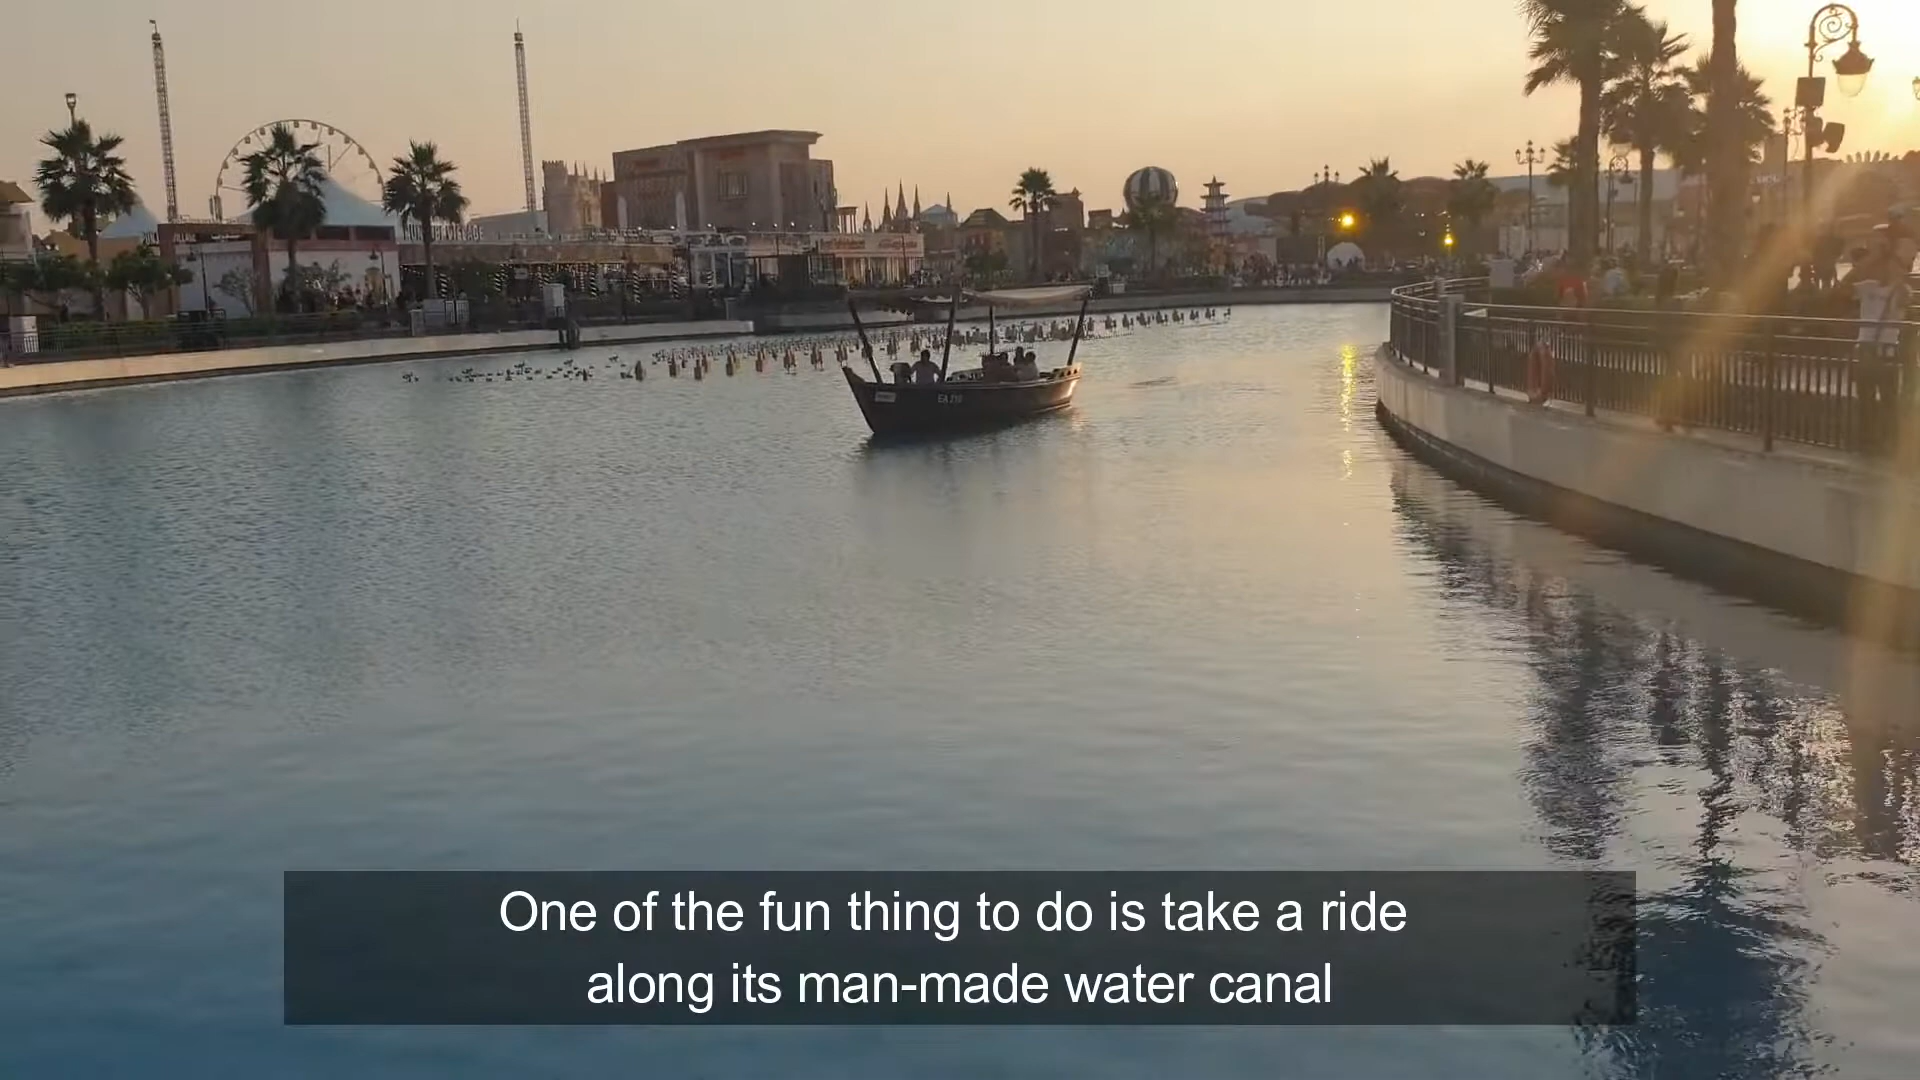 One of the fun thing to do is take a ride
along its man-made water canal